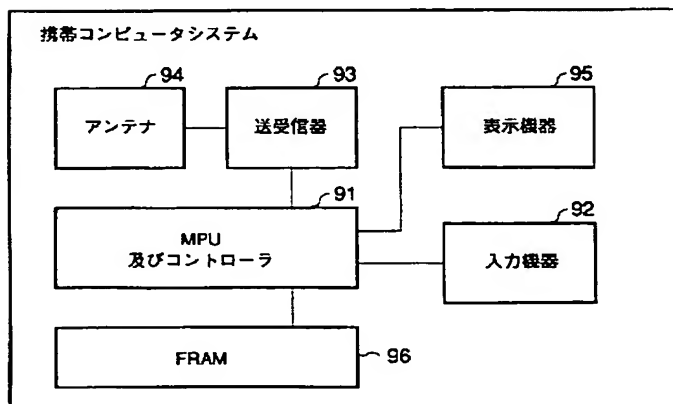 携帯コンピュータシステム
94
93
95
アンテナ
送受信器
表示機器
91
92
MPU
及びコントローラ
入力機器
FRAM
96